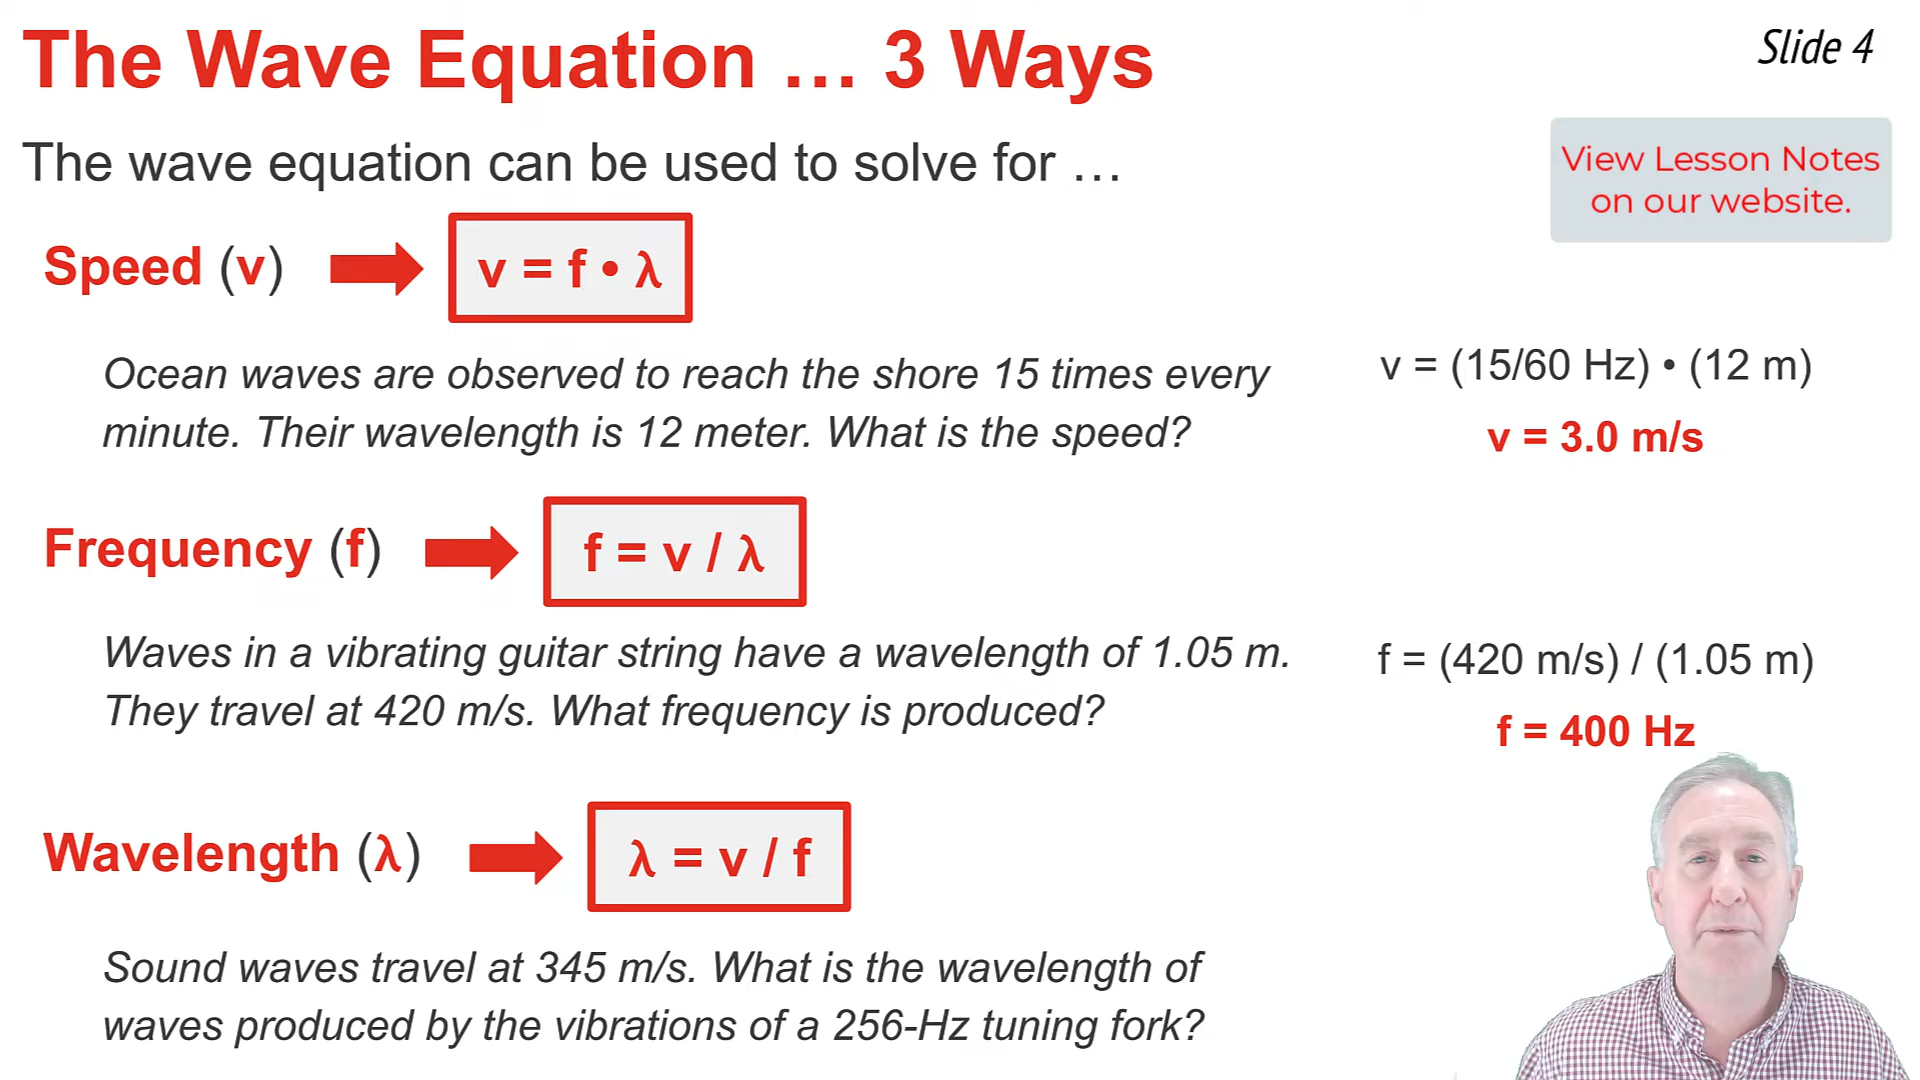 The Wave Equation … 3 Ways
Slide 4
The wave equation can be used to solve for …
View Lesson Notes
on our website.
Speed (v)
v = f • λ
Ocean waves are observed to reach the shore 15 times every
minute. Their wavelength is 12 meter. What is the speed?
v = (15/60 Hz) • (12 m)
v = 3.0 m/s
Frequency (f)
f = v / λ
Waves in a vibrating guitar string have a wavelength of 1.05 m.
They travel at 420 m/s. What frequency is produced?
f = (420 m/s) / (1.05 m)
f = 400 Hz
Wavelength (λ)
λ = v / f
Sound waves travel at 345 m/s. What is the wavelength of
waves produced by the vibrations of a 256-Hz tuning fork?